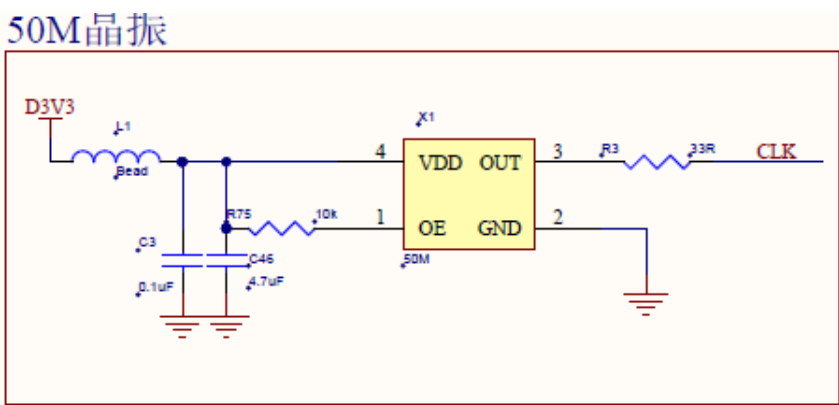 50M晶振
D3V3
L1
Bead
X1
4 VDD OUT 3
R3 33R CLK
R75 10k 1 OE GND 2
50M
C3
0.1uF
C46
4.7uF